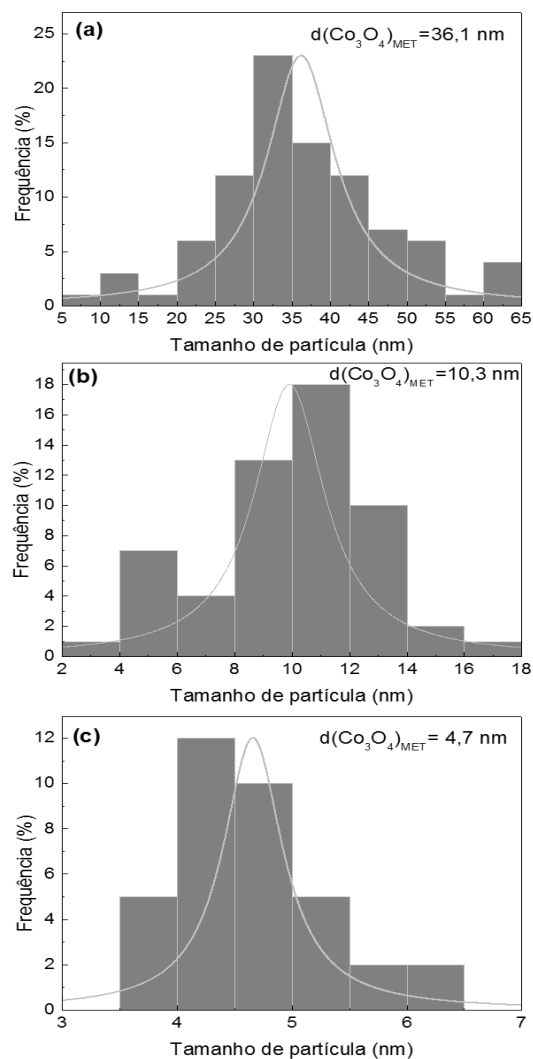 (a)
d(Co₃O₄)MET=36,1 nm
Frequência (%)
25
20
15
10
5
0
5 10 15 20 25 30 35 40 45 50 55 60 65
Tamanho de partícula (nm)
(b)
d(Co₃O₄)MET=10,3 nm
Frequência (%)
18
16
14
12
10
8
6
4
2
0
2 4 6 8 10 12 14 16 18
Tamanho de partícula (nm)
(c)
d(Co₃O₄)MET= 4,7 nm
Frequência (%)
12
10
8
6
4
2
0
3 4 5 6 7
Tamanho de partícula (nm)